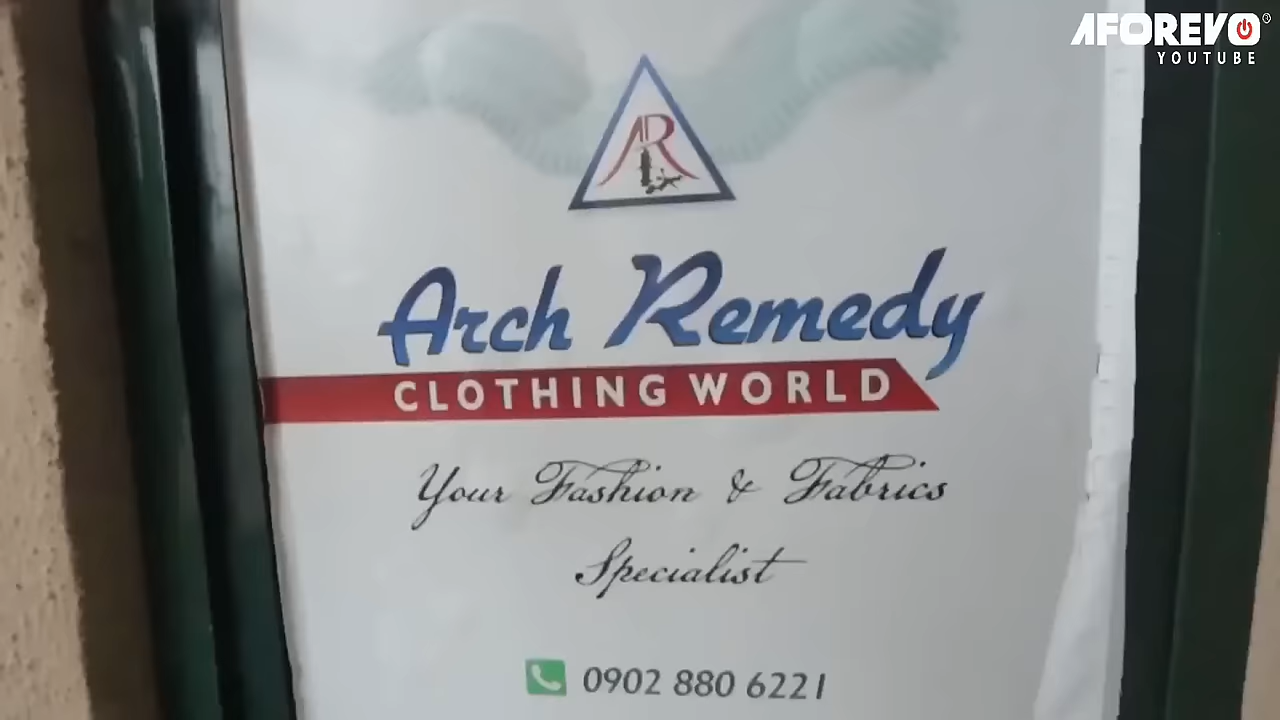 AFOREVO
YOUTUBE
AR
Arch Remedy
CLOTHING WORLD
Your Fashion & Fabrics
Specialist
0902 880 6221